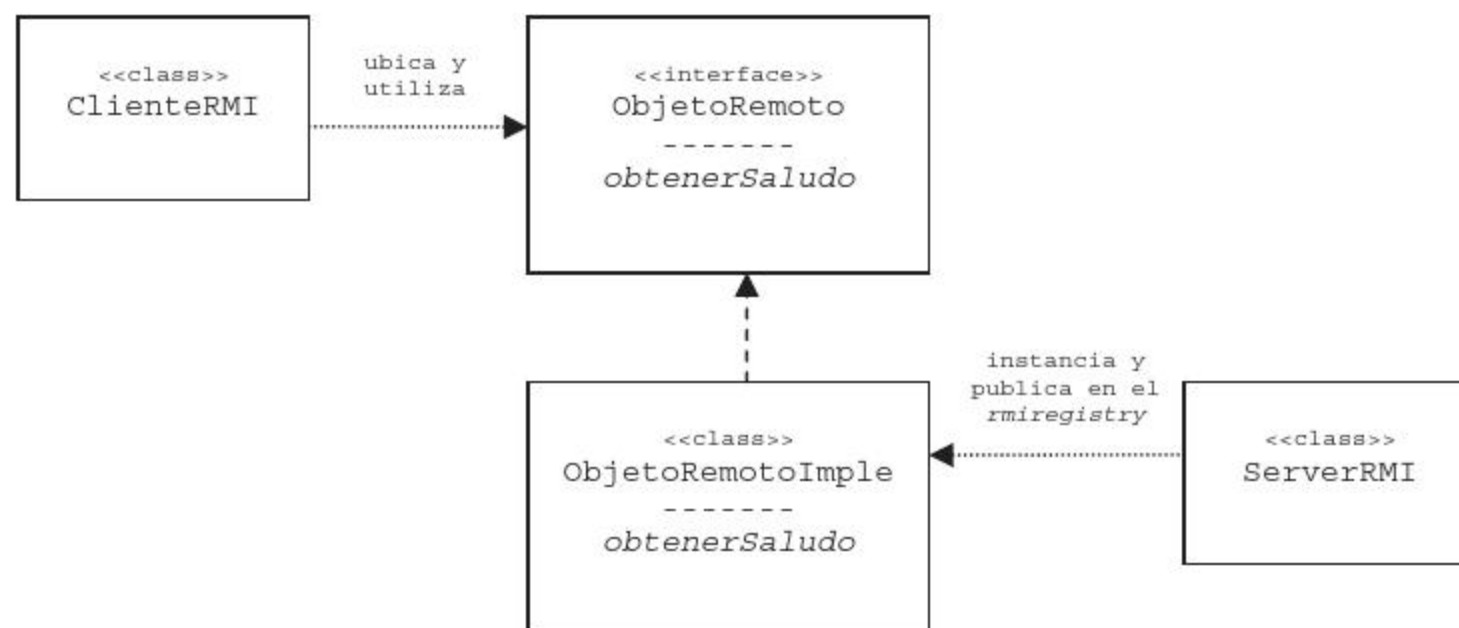 <<class>>
ClienteRMI
ubica y
utiliza
<<interface>>
ObjetoRemoto
-------
obtenerSaludo
<<class>>
ObjetoRemotoImple
-------
obtenerSaludo
instancia y
publica en el
rmiregistry
<<class>>
ServerRMI